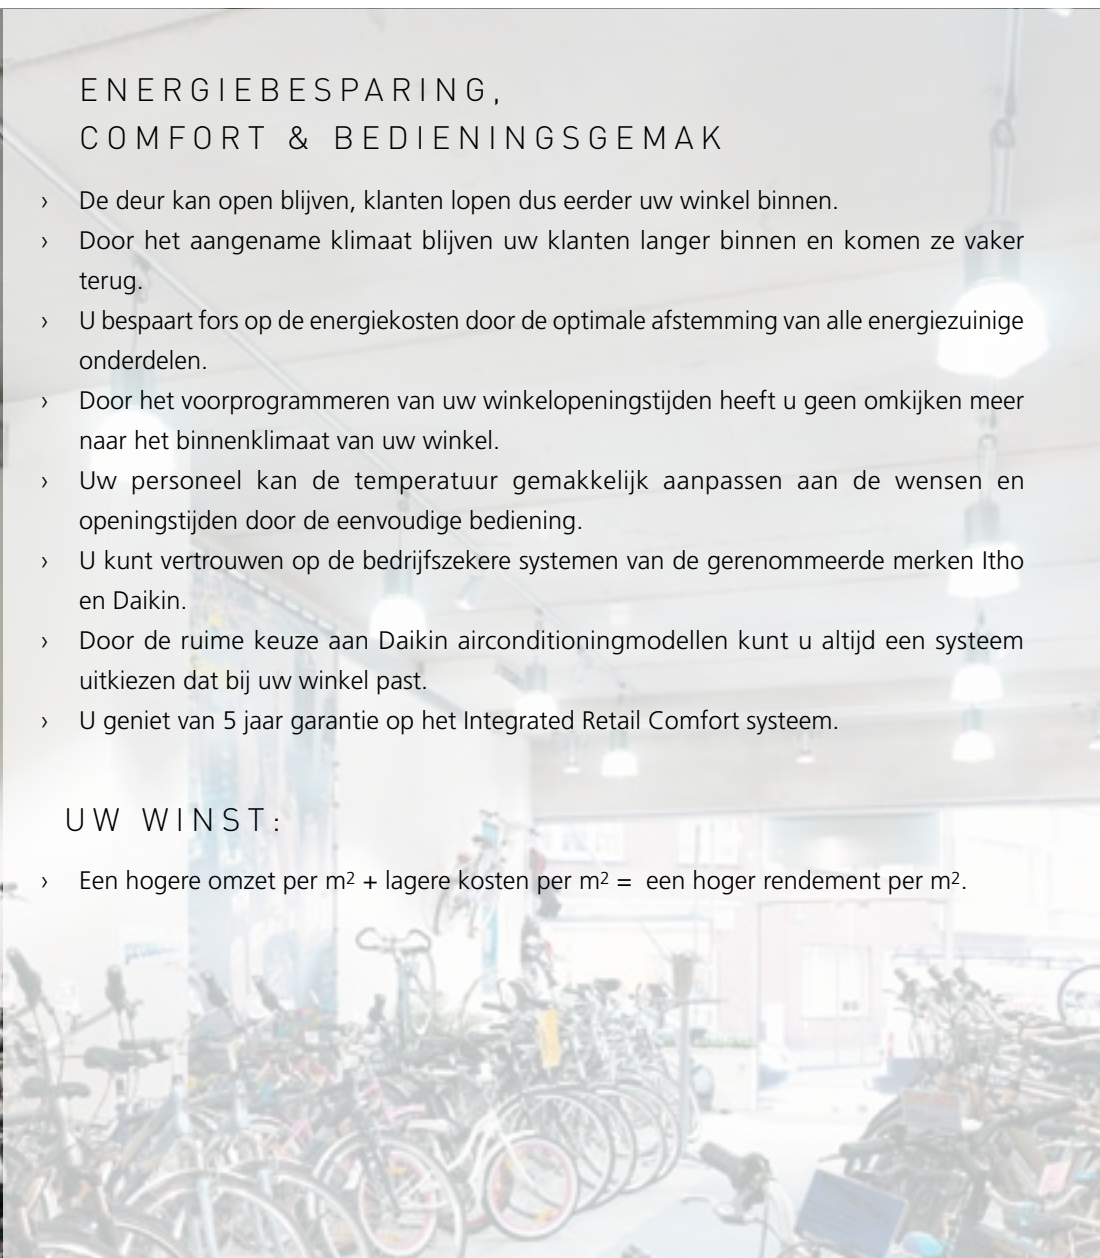 ENERGIEBESPARING,
COMFORT & BEDIENINGSGEMAK
› De deur kan open blijven, klanten lopen dus eerder uw winkel binnen.
› Door het aangename klimaat blijven uw klanten langer binnen en komen ze vaker
terug.
› U bespaart fors op de energiekosten door de optimale afstemming van alle energiezuinige
onderdelen.
› Door het voorprogrammeren van uw winkelopeningstijden heeft u geen omkijken meer
naar het binnenklimaat van uw winkel.
› Uw personeel kan de temperatuur gemakkelijk aanpassen aan de wensen en
openingstijden door de eenvoudige bediening.
› U kunt vertrouwen op de bedrijfszekere systemen van de gerenommeerde merken Itho
en Daikin.
› Door de ruime keuze aan Daikin airconditioningmodellen kunt u altijd een systeem
uitkiezen dat bij uw winkel past.
› U geniet van 5 jaar garantie op het Integrated Retail Comfort systeem.
UW WINST:
› Een hogere omzet per m² + lagere kosten per m² = een hoger rendement per m².